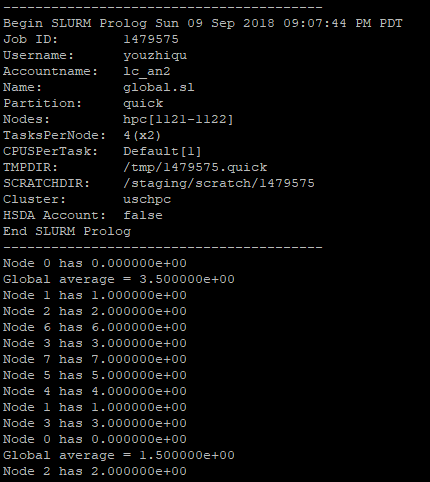 ----------------------------------------
Begin SLURM Prolog Sun 09 Sep 2018 09:07:44 PM PDT
Job ID:        1479575
Username:      youzhiqu
Accountname:   lc_an2
Name:          global.sl
Partition:     quick
Nodes:         hpc[1121-1122]
TasksPerNode:  4(x2)
CPUSPerTask:   Default[1]
TMPDIR:        /tmp/1479575.quick
SCRATCHDIR:    /staging/scratch/1479575
Cluster:       uschpc
HSDA Account:  false
End SLURM Prolog
----------------------------------------
Node 0 has 0.000000e+00
Global average = 3.500000e+00
Node 1 has 1.000000e+00
Node 2 has 2.000000e+00
Node 6 has 6.000000e+00
Node 3 has 3.000000e+00
Node 7 has 7.000000e+00
Node 5 has 5.000000e+00
Node 4 has 4.000000e+00
Node 1 has 1.000000e+00
Node 3 has 3.000000e+00
Node 0 has 0.000000e+00
Global average = 1.500000e+00
Node 2 has 2.000000e+00